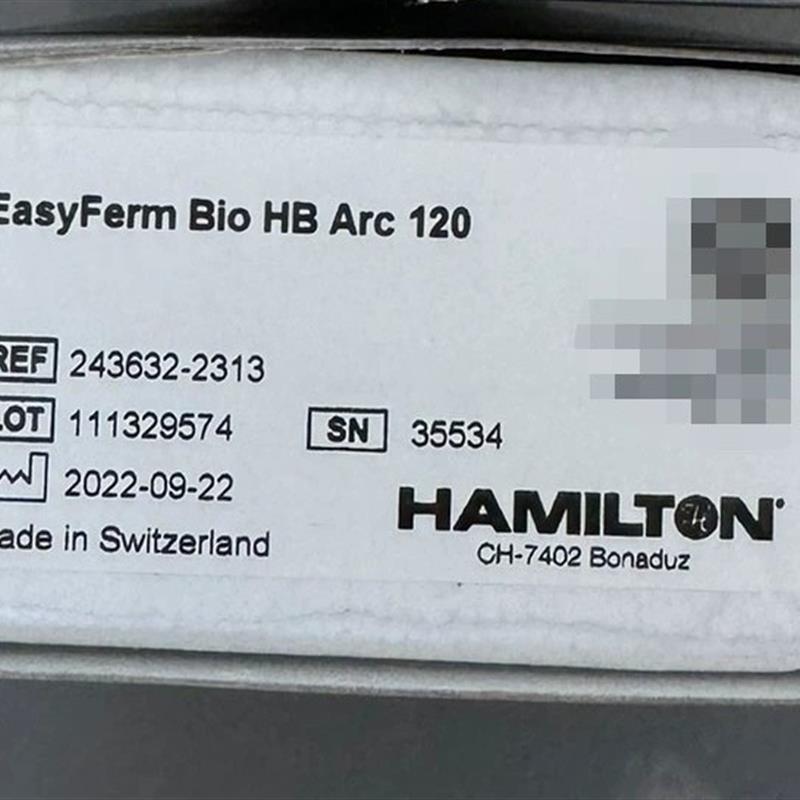 EasyFerm Bio HB Arc 120
REF 243632-2313
LOT 111329574 SN 35534
2022-09-22
ade in Switzerland
HAMILTON
CH-7402 Bonaduz